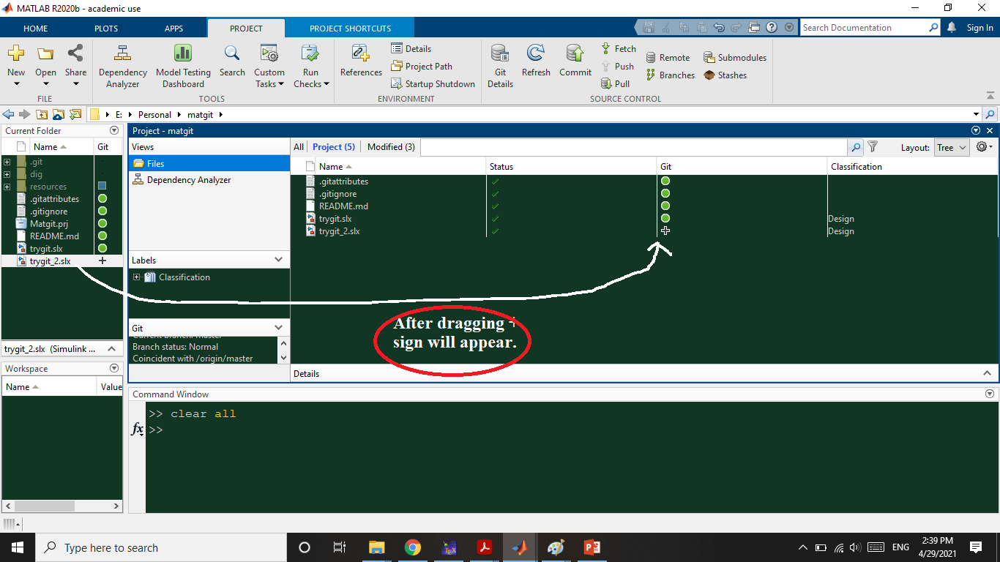 MATLAB R2020b - academic use
HOME
PLOTS
APPS
PROJECT
PROJECT SHORTCUTS
Search Documentation
Sign In
New
Open
Share
FILE
Dependency
Analyzer
Model Testing
Dashboard
Search
Custom
Tasks
Run
Checks
TOOLS
References
Details
Project Path
Startup Shutdown
ENVIRONMENT
Git
Details
Refresh
Commit
Fetch
Push
Pull
Remote
Branches
Submodules
Stashes
SOURCE CONTROL
E: Personal matgit
Current Folder
Name Git
.git
dig
resources
.gitattributes
.gitignore
Matgit.prj
README.md
trygit.slx
trygit_2.slx +
trygit_2.slx (Simulink ...
Workspace
Name Value
Project - matgit
Views
Files
Dependency Analyzer
Labels
Classification
Git
Current branch: master
Branch status: Normal
Coincident with /origin/master
All Project (5) Modified (3)
Layout: Tree
Name Status Git Classification
.gitattributes
.gitignore
README.md
trygit.slx Design
trygit_2.slx Design
After dragging +
sign will appear.
Details
Command Window
>> clear all
fx >>
Type here to search
TEX
ENG
2:39 PM
4/29/2021